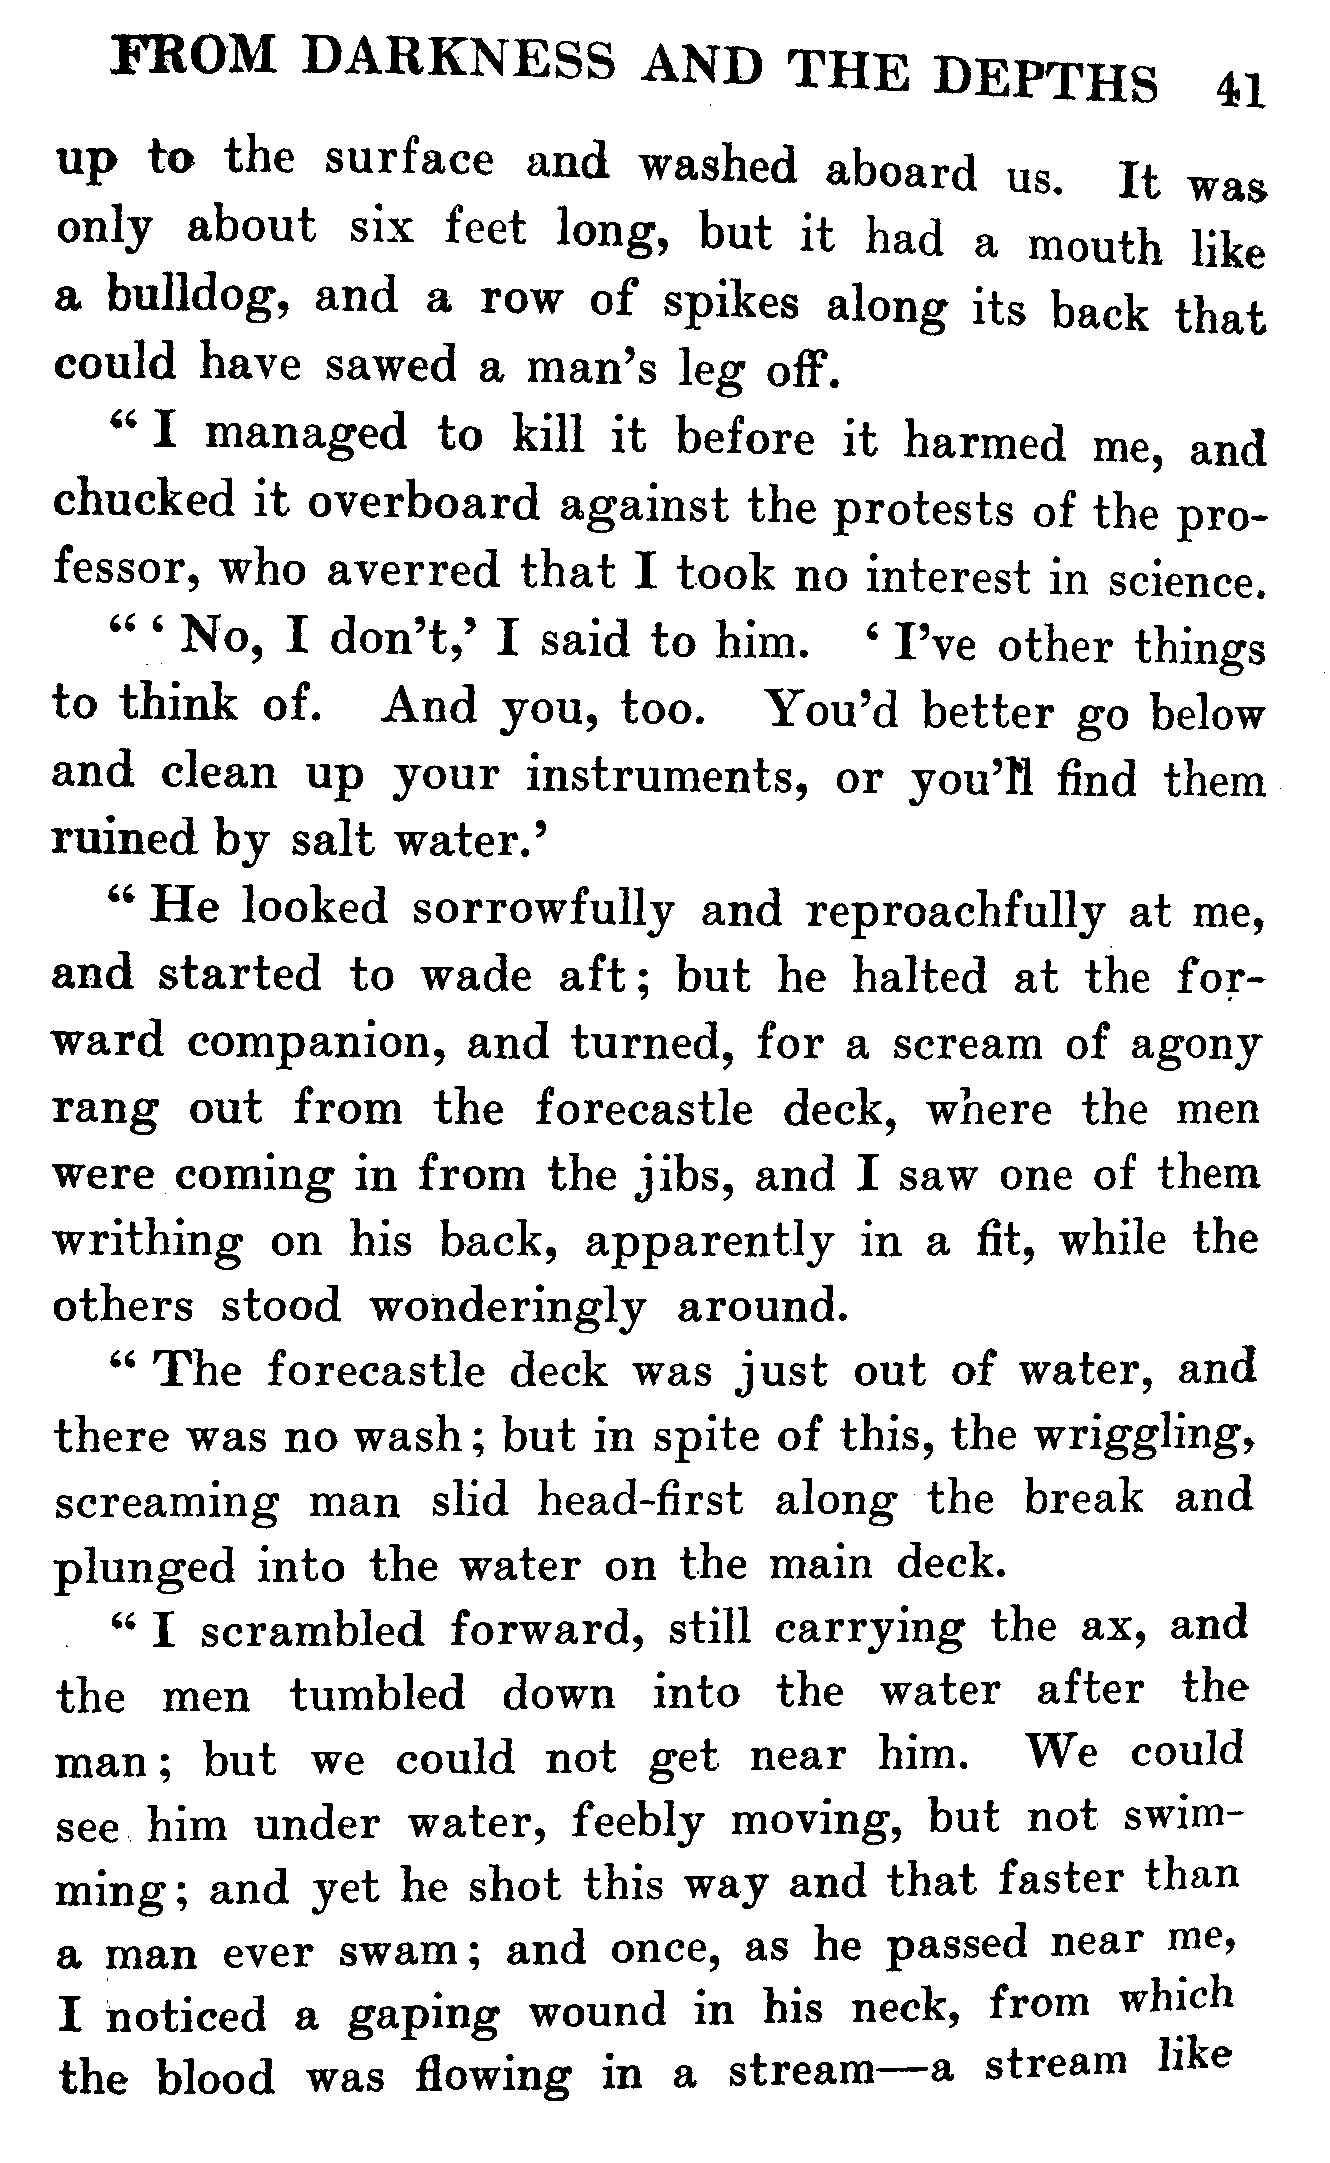 FROM DARKNESS AND THE DEPTHS 41
up to the surface and washed aboard us. It was
only about six feet long, but it had a mouth like
a bulldog, and a row of spikes along its back that
could have sawed a man's leg off.
“ I managed to kill it before it harmed me, and
chucked it overboard against the protests of the pro-
fessor, who averred that I took no interest in science.
“ ‘ No, I don't,’ I said to him. ‘ I've other things
to think of. And you, too. You'd better go below
and clean up your instruments, or you'll find them
ruined by salt water.’
“ He looked sorrowfully and reproachfully at me,
and started to wade aft; but he halted at the for-
ward companion, and turned, for a scream of agony
rang out from the forecastle deck, where the men
were coming in from the jibs, and I saw one of them
writhing on his back, apparently in a fit, while the
others stood wonderingly around.
“ The forecastle deck was just out of water, and
there was no wash; but in spite of this, the wriggling,
screaming man slid head-first along the break and
plunged into the water on the main deck.
“ I scrambled forward, still carrying the ax, and
the men tumbled down into the water after the
man; but we could not get near him. We could
see him under water, feebly moving, but not swim-
ming; and yet he shot this way and that faster than
a man ever swam; and once, as he passed near me,
I noticed a gaping wound in his neck, from which
the blood was flowing in a stream—a stream like